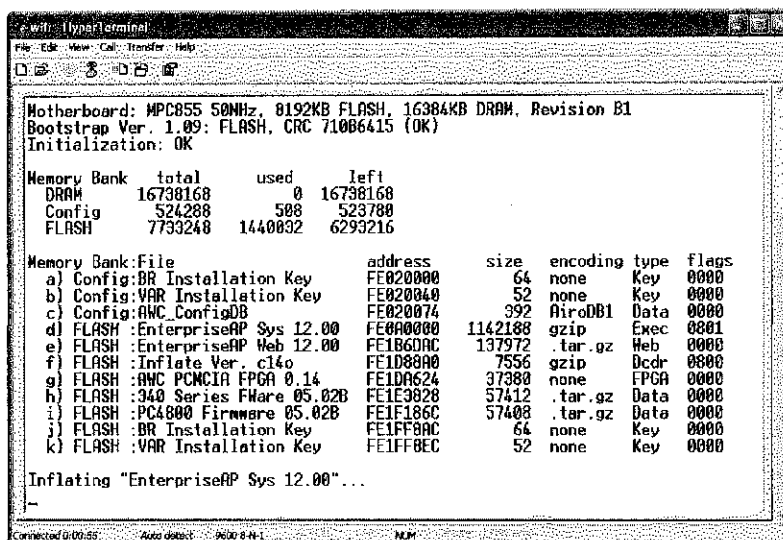 e-wifi - HyperTerminal
File Edit View Call Transfer Help
Motherboard: MPC855 50MHz, 8192KB FLASH, 16384KB DRAM, Revision B1
Bootstrap Ver. 1.09: FLASH, CRC 710B6415 (OK)
Initialization: OK
Memory Bank total used left
DRAM 16738168 0 16738168
Config 524288 508 523780
FLASH 7733248 1440032 6293216
Memory Bank:File address size encoding type flags
a) Config:BR Installation Key FE020000 64 none Key 0000
b) Config:VAR Installation Key FE020040 52 none Key 0000
c) Config:AWC_ConfigDB FE020074 392 AiroDB1 Data 0000
d) FLASH :EnterpriseAP Sys 12.00 FE0A0000 1142188 gzip Exec 0801
e) FLASH :EnterpriseAP Web 12.00 FE1B6DAC 137972 .tar.gz Web 0000
f) FLASH :Inflate Ver. c14o FE1D88A0 7556 gzip Dcdr 0800
g) FLASH :AWC PCMCIA FPGA 0.14 FE1DA624 37380 none FPGA 0000
h) FLASH :340 Series FWare 05.02B FE1E3828 57412 .tar.gz Data 0000
i) FLASH :PC4800 Firmware 05.02B FE1F186C 57408 .tar.gz Data 0000
j) FLASH :BR Installation Key FE1FF8AC 64 none Key 0000
k) FLASH :VAR Installation Key FE1FF8EC 52 none Key 0000
Inflating "EnterpriseAP Sys 12.00"...
Connected 0:00:55 Auto detect 9600 8-N-1 NUM